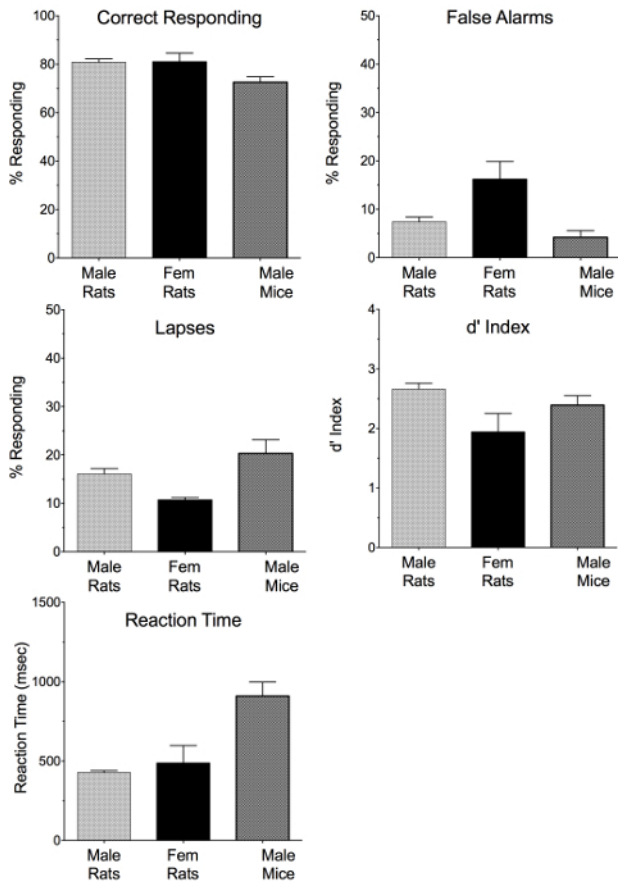 Correct Responding
100
80
60
40
20
0
% Responding
Male Rats
Fem Rats
Male Mice
False Alarms
50
40
30
20
10
0
% Responding
Male Rats
Fem Rats
Male Mice
Lapses
50
40
30
20
10
0
% Responding
Male Rats
Fem Rats
Male Mice
d' Index
4
3
2
1
0
d' Index
Male Rats
Fem Rats
Male Mice
Reaction Time
1500
1000
500
0
Reaction Time (msec)
Male Rats
Fem Rats
Male Mice